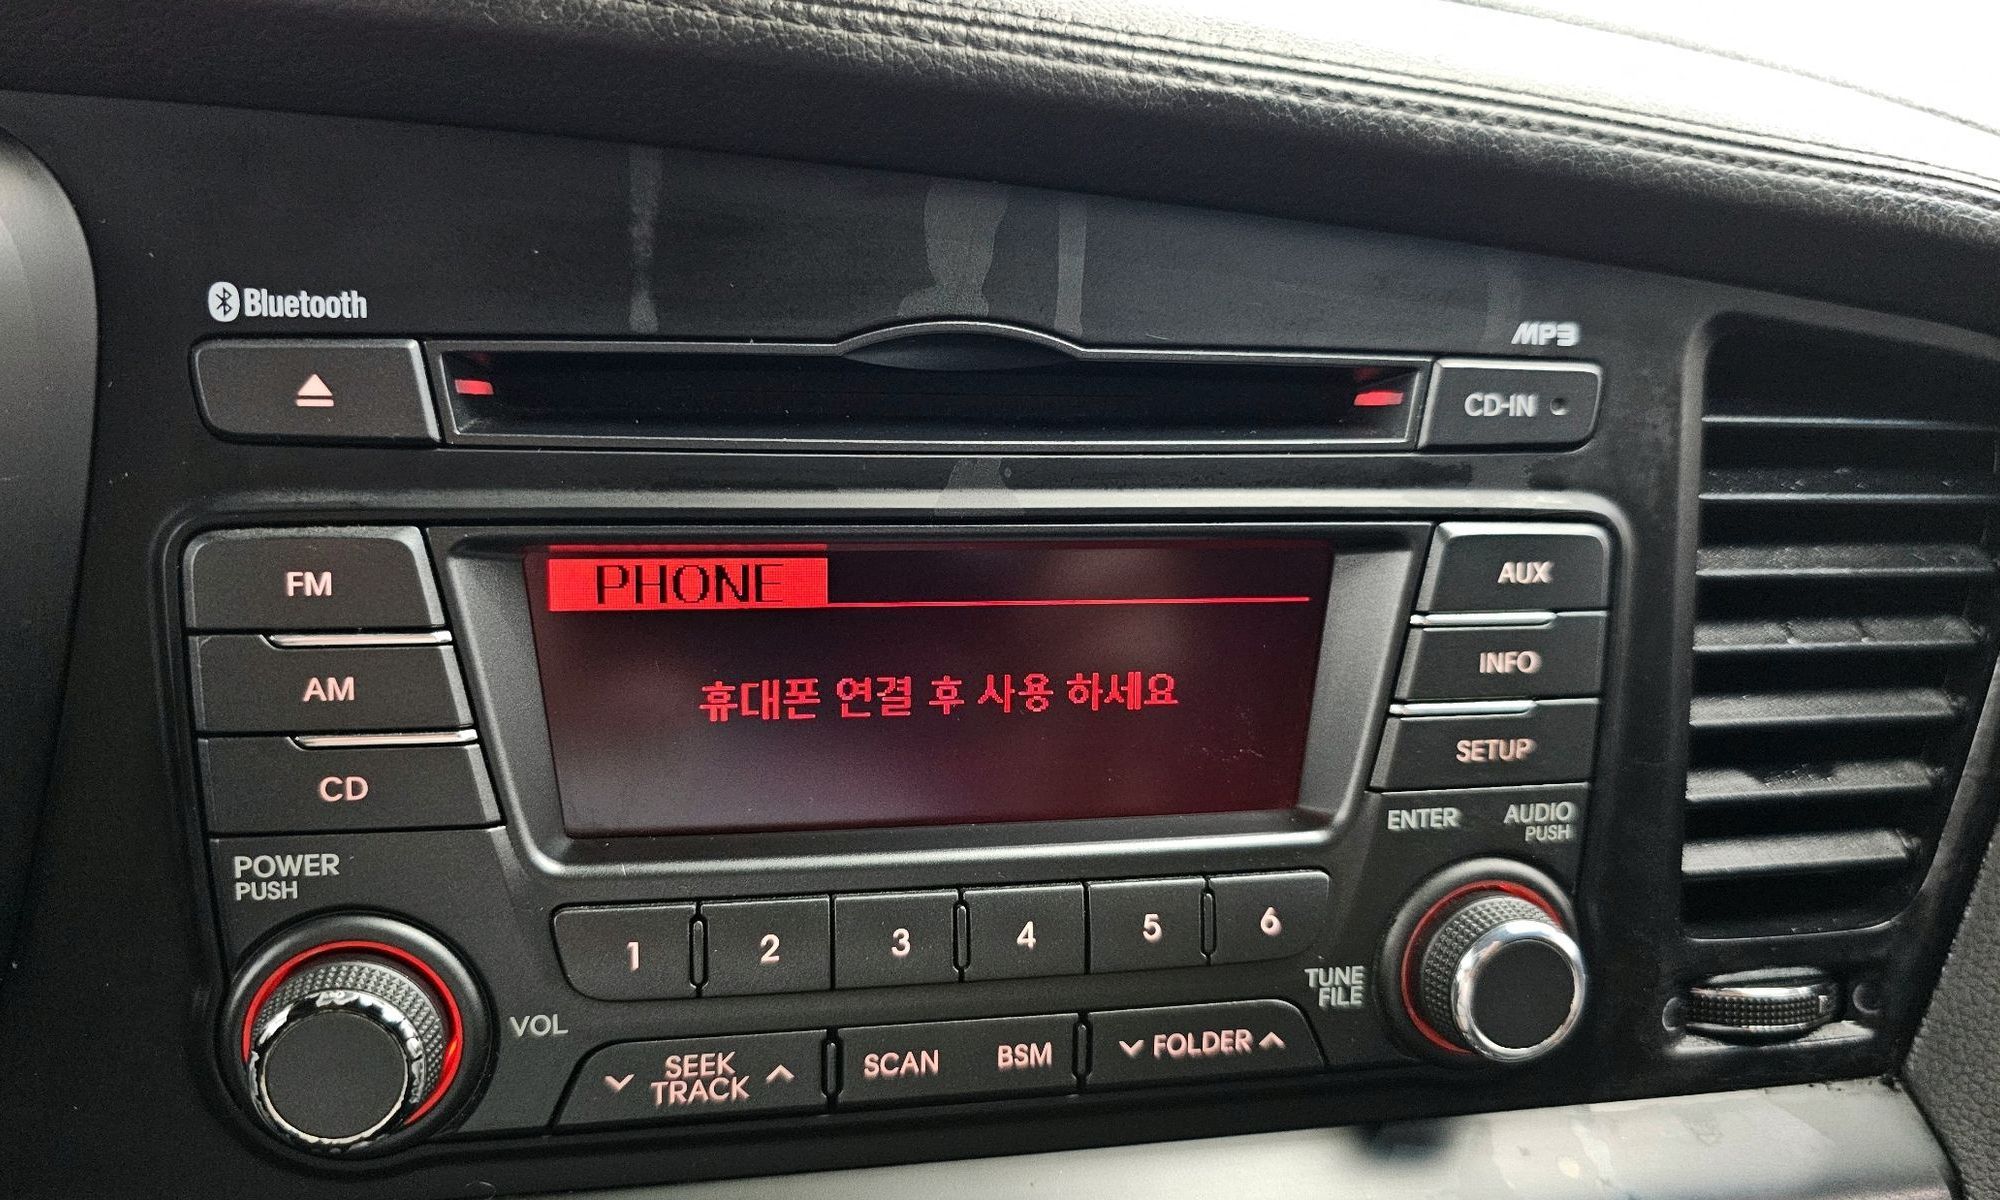 Bluetooth
MP3
CD-IN
FM
PHONE
AUX
AM
휴대폰 연결 후 사용 하세요
INFO
CD
SETUP
POWER
PUSH
ENTER
AUDIO
PUSH
1 2 3 4 5 6
VOL
TUNE
FILE
SEEK
TRACK
SCAN
BSM
FOLDER